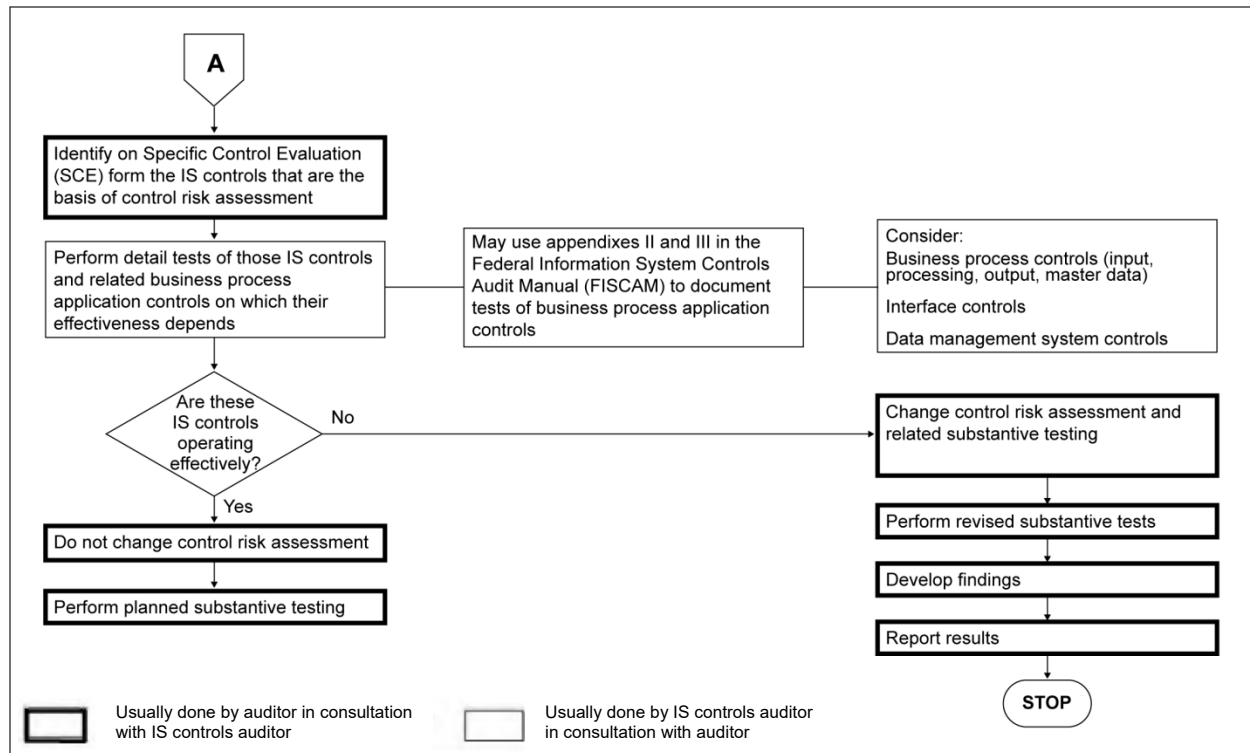 A
Identify on Specific Control Evaluation
(SCE) form the IS controls that are the
basis of control risk assessment
Perform detail tests of those IS controls
and related business process
application controls on which their
effectiveness depends
May use appendixes II and III in the
Federal Information System Controls
Audit Manual (FISCAM) to document
tests of business process application
controls
Consider:
Business process controls (input,
processing, output, master data)
Interface controls
Data management system controls
Are these
IS controls
operating
effectively?
No
Yes
Change control risk assessment and
related substantive testing
Do not change control risk assessment
Perform planned substantive testing
Perform revised substantive tests
Develop findings
Report results
STOP
Usually done by auditor in consultation
with IS controls auditor
Usually done by IS controls auditor
in consultation with auditor